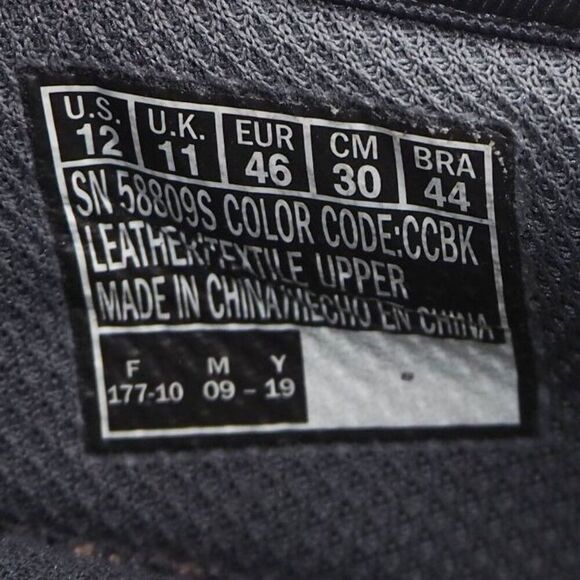 U.S. U.K. EUR CM BRA
12 11 46 30 44
SN 58809S COLOR CODE:CCBK
LEATHER/TEXTILE UPPER
MADE IN CHINA/HECHO EN CHINA
F M Y
177-10 09 - 19